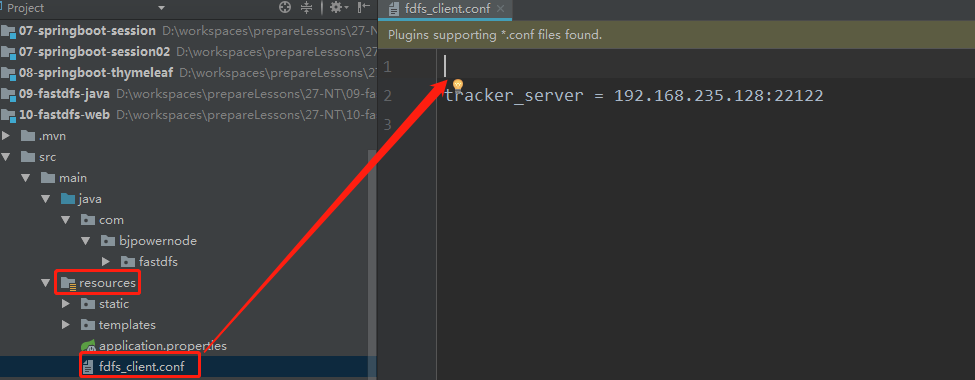 Project
07-springboot-session D:\workspaces\prepareLessons\27-NT\
07-springboot-session02 D:\workspaces\prepareLessons\27-N
08-springboot-thymeleaf D:\workspaces\prepareLessons\27-N
09-fastdfs-java D:\workspaces\prepareLessons\27-NT\09-fa
10-fastdfs-web D:\workspaces\prepareLessons\27-NT\10-fa
.mvn
src
main
java
com
bjpowernode
fastdfs
resources
static
templates
application.properties
fdfs_client.conf
fdfs_client.conf
Plugins supporting *.conf files found.
1
2 tracker_server = 192.168.235.128:22122
3